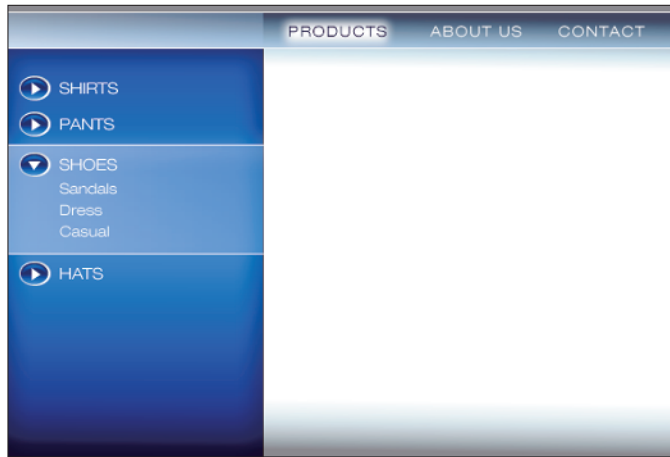 PRODUCTS ABOUT US CONTACT
SHIRTS
PANTS
SHOES
Sandals
Dress
Casual
HATS